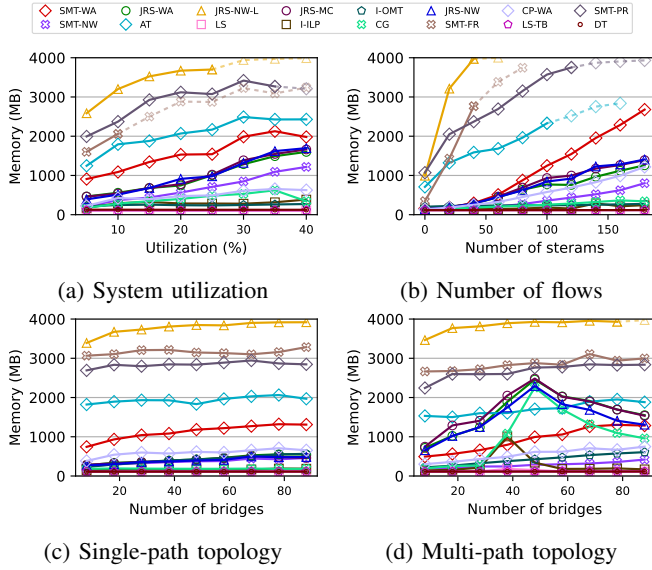 SMT-WA JRS-WA JRS-NW-L JRS-MC I-OMT JRS-NW CP-WA SMT-PR
SMT-NW AT LS I-ILP CG SMT-FR LS-TB DT
4000 4000
3000 3000
2000 2000
1000 1000
0 0
Memory (MB) Memory (MB)
10 20 30 40 0 50 100 150
Utilization (%) Number of sterams
(a) System utilization (b) Number of flows
4000 4000
3000 3000
2000 2000
1000 1000
0 0
Memory (MB) Memory (MB)
20 40 60 80 20 40 60 80
Number of bridges Number of bridges
(c) Single-path topology (d) Multi-path topology